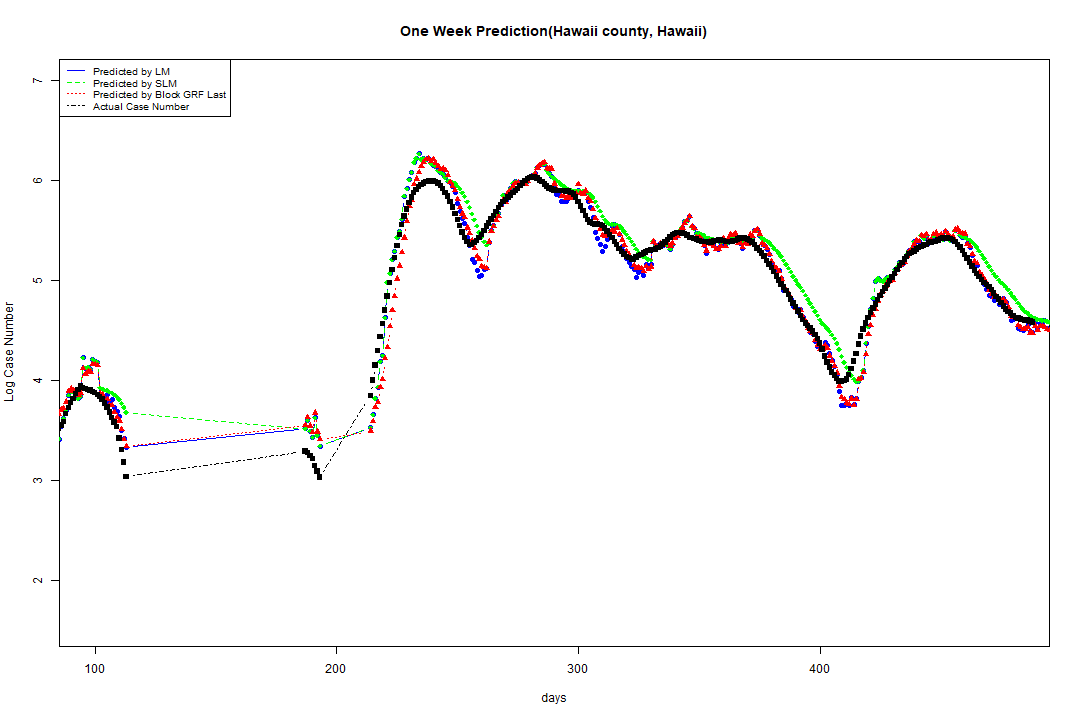 One Week Prediction(Hawaii county, Hawaii)
Predicted by LM
Predicted by SLM
Predicted by Block GRF Last
Actual Case Number
7
6
5
4
3
2
Log Case Number
100 200 300 400
days